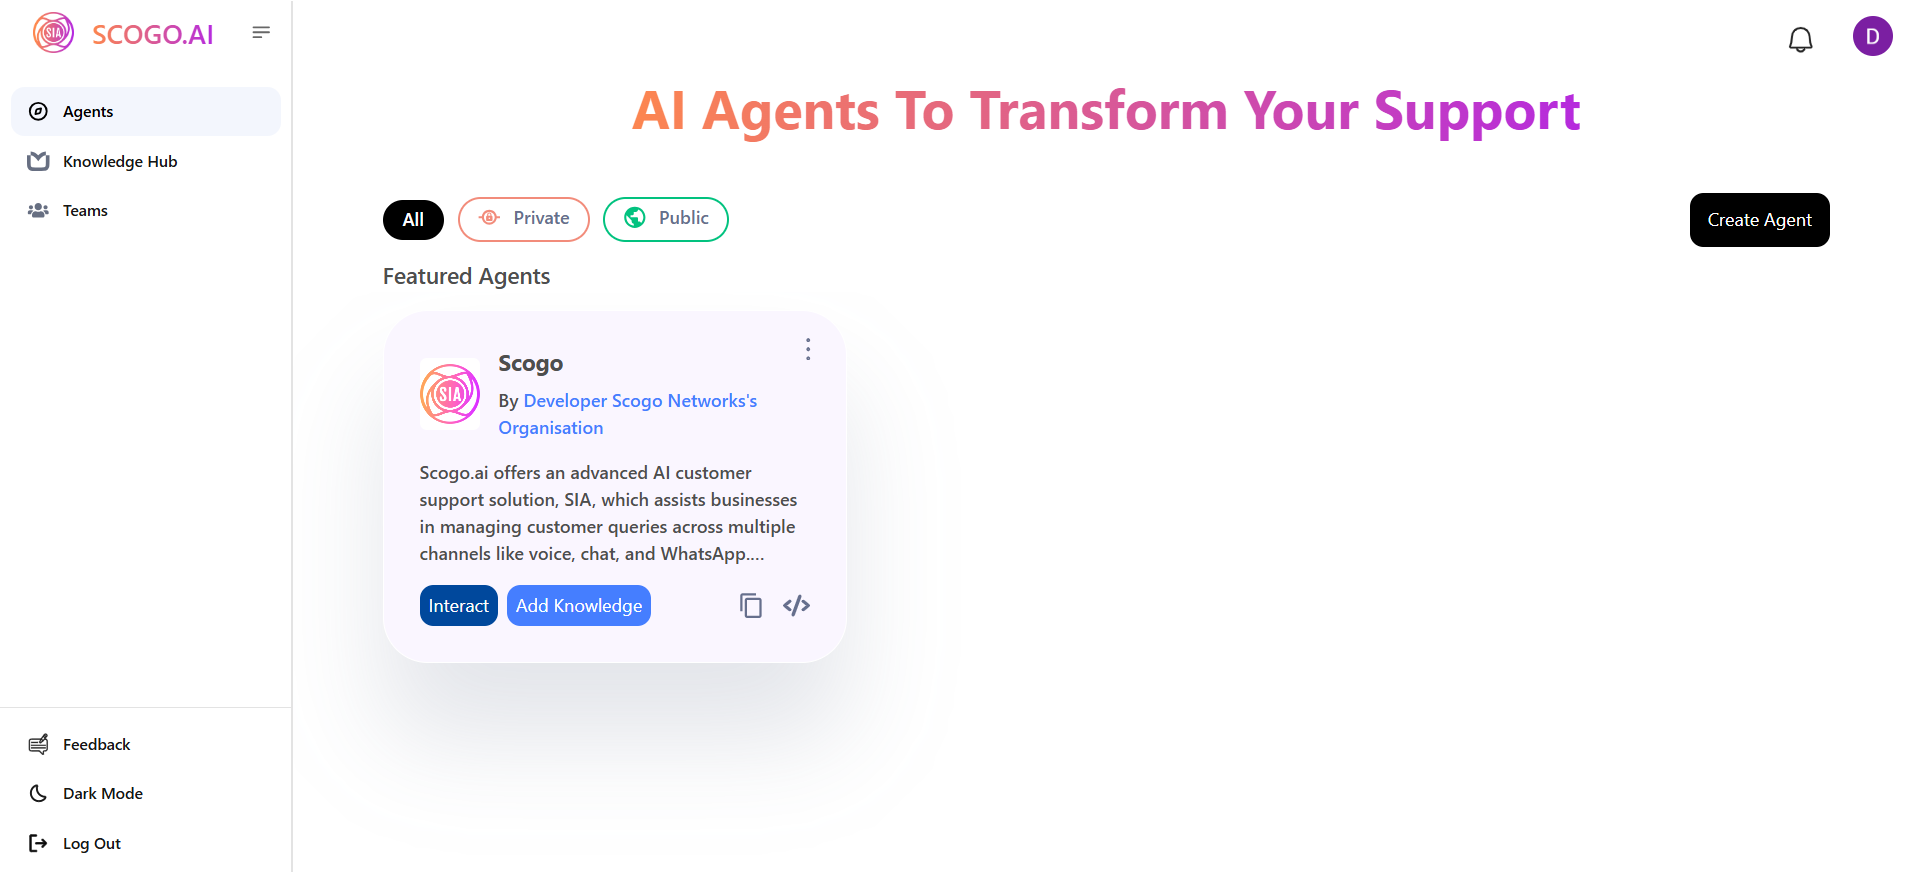 SIA
SCOGO.AI
Agents
Knowledge Hub
Teams
Feedback
Dark Mode
Log Out
D
AI Agents To Transform Your Support
All
Private
Public
Create Agent
Featured Agents
SIA
Scogo
By Developer Scogo Networks's
Organisation
Scogo.ai offers an advanced AI customer
support solution, SIA, which assists businesses
in managing customer queries across multiple
channels like voice, chat, and WhatsApp....
Interact
Add Knowledge